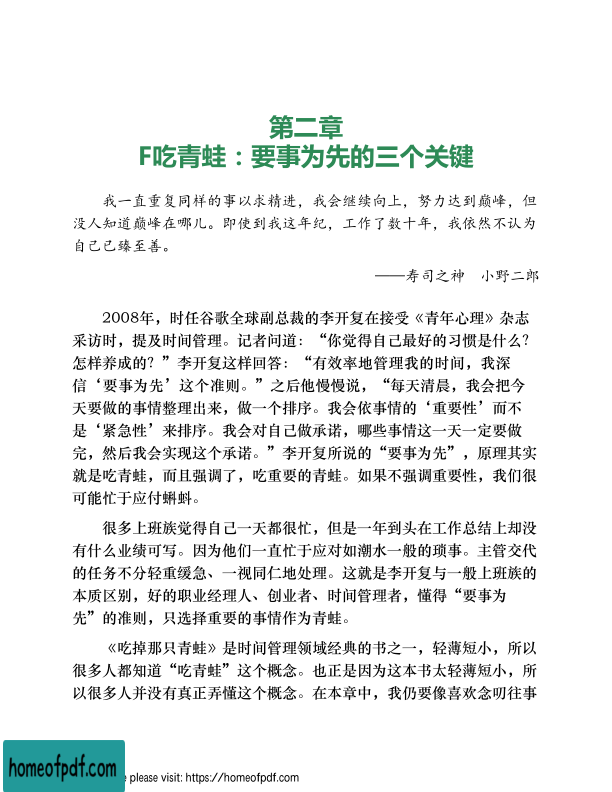 第二章
F吃青蛙：要事为先的三个关键
我一直重复同样的事以求精进，我会继续向上，努力达到巅峰，但
没人知道巅峰在哪儿。即使到我这年纪，工作了数十年，我依然不认为
自己已臻至善。
——寿司之神　小野二郎
2008年，时任谷歌全球副总裁的李开复在接受《青年心理》杂志
采访时，提及时间管理。记者问道：“你觉得自己最好的习惯是什么？
怎样养成的？”李开复这样回答：“有效率地管理我的时间，我深
信‘要事为先’这个准则。”之后他慢慢说，“每天清晨，我会把今
天要做的事情整理出来，做一个排序。我会依事情的‘重要性’而不
是‘紧急性’来排序。我会对自己做承诺，哪些事情这一天一定要做
完，然后我会实现这个承诺。”李开复所说的“要事为先”，原理其实
就是吃青蛙，而且强调了，吃重要的青蛙。如果不强调重要性，我们很
可能忙于应付蝌蚪。
很多上班族觉得自己一天都很忙，但是一年到头在工作总结上却没
有什么业绩可写。因为他们一直忙于应对如潮水一般的琐事。主管交代
的任务不分轻重缓急、一视同仁地处理。这就是李开复与一般上班族的
本质区别，好的职业经理人、创业者、时间管理者，懂得“要事为
先”的准则，只选择重要的事情作为青蛙。
《吃掉那只青蛙》是时间管理领域经典的书之一，轻薄短小，所以
很多人都知道“吃青蛙”这个概念。也正是因为这本书太轻薄短小，所
以很多人并没有真正弄懂这个概念。在本章中，我仍要像喜欢念叨往事
homeofpdf.com
e please visit: https://homeofpdf.com